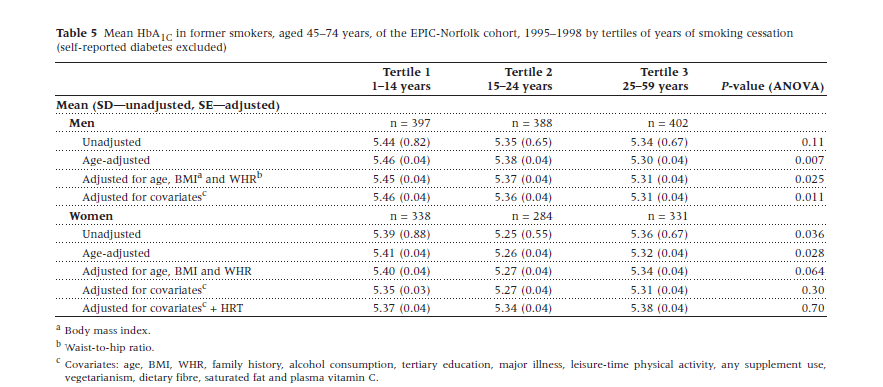 Table 5 Mean HbA1C in former smokers, aged 45–74 years, of the EPIC-Norfolk cohort, 1995–1998 by tertiles of years of smoking cessation
(self-reported diabetes excluded)
Tertile 1 Tertile 2 Tertile 3
1–14 years 15–24 years 25–59 years P-value (ANOVA)
Mean (SD—unadjusted, SE—adjusted)
Men n = 397 n = 388 n = 402
Unadjusted 5.44 (0.82) 5.35 (0.65) 5.34 (0.67) 0.11
Age-adjusted 5.46 (0.04) 5.38 (0.04) 5.30 (0.04) 0.007
Adjusted for age, BMIa and WHRb 5.45 (0.04) 5.37 (0.04) 5.31 (0.04) 0.025
Adjusted for covariatesc 5.46 (0.04) 5.36 (0.04) 5.31 (0.04) 0.011
Women n = 338 n = 284 n = 331
Unadjusted 5.39 (0.88) 5.25 (0.55) 5.36 (0.67) 0.036
Age-adjusted 5.41 (0.04) 5.26 (0.04) 5.32 (0.04) 0.028
Adjusted for age, BMI and WHR 5.40 (0.04) 5.27 (0.04) 5.34 (0.04) 0.064
Adjusted for covariatesc 5.35 (0.03) 5.27 (0.04) 5.31 (0.04) 0.30
Adjusted for covariatesc + HRT 5.37 (0.04) 5.34 (0.04) 5.38 (0.04) 0.70
a Body mass index.
b Waist-to-hip ratio.
c Covariates: age, BMI, WHR, family history, alcohol consumption, tertiary education, major illness, leisure-time physical activity, any supplement use,
vegetarianism, dietary fibre, saturated fat and plasma vitamin C.